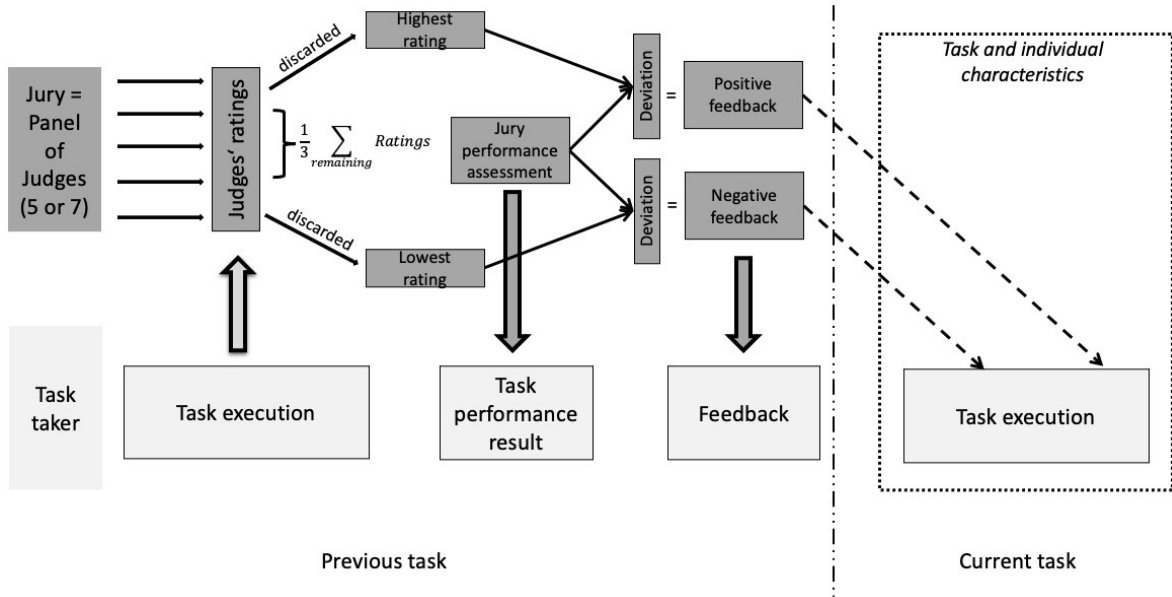 Jury =
Panel
of
Judges
(5 or 7)
Judges' ratings
discarded
Highest
rating
1/3 ∑ remaining Ratings
discarded
Lowest
rating
Jury
performance
assessment
Deviation
=
Positive
feedback
Deviation
=
Negative
feedback
Task and individual
characteristics
Task
taker
Task execution
Task
performance
result
Feedback
Task execution
Previous task
Current task